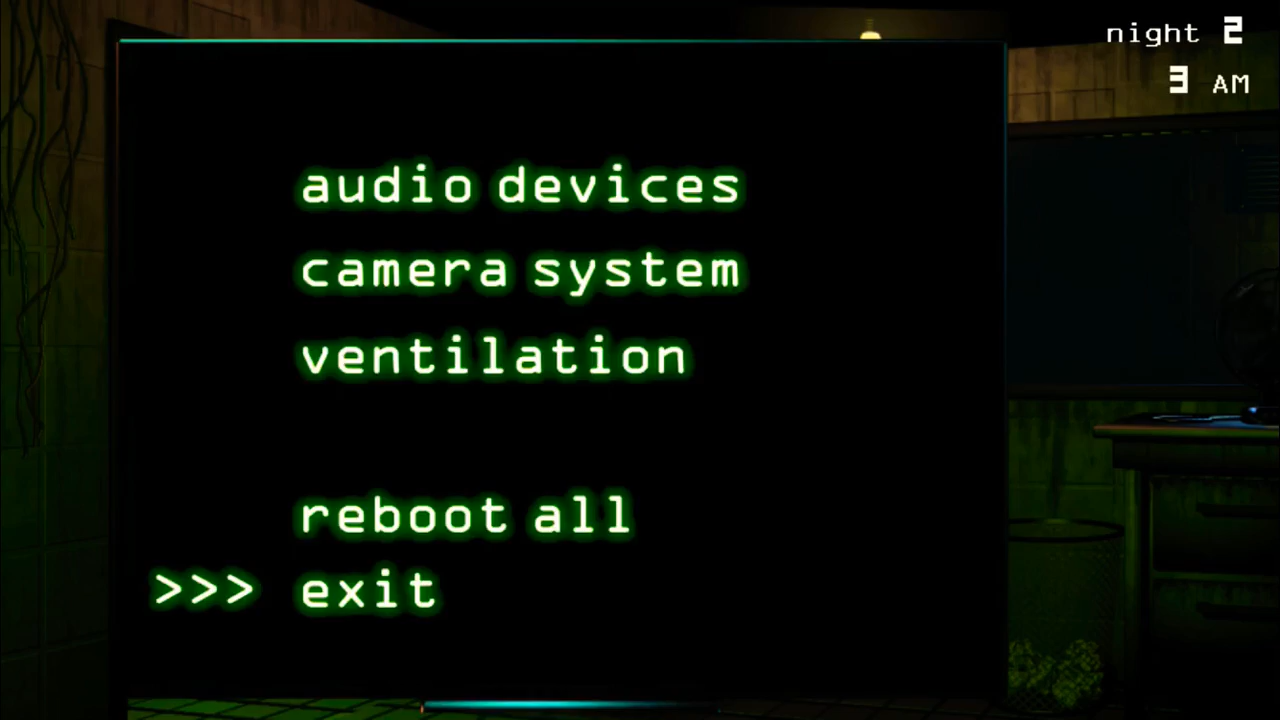 night 2
3 AM
audio devices
camera system
ventilation
reboot all
>>> exit